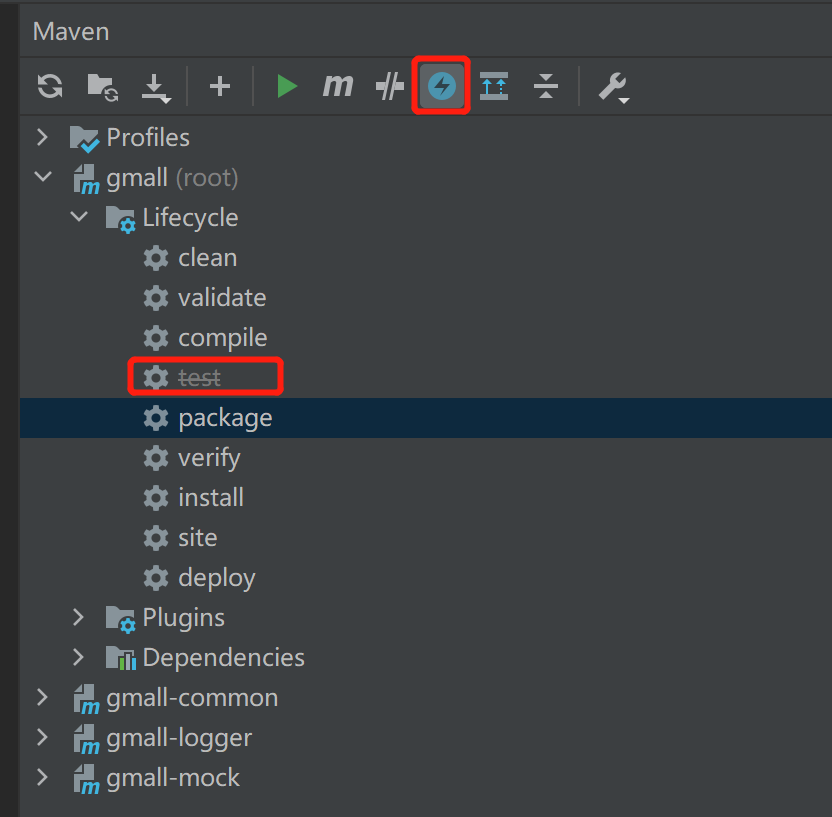 Maven
Profiles
gmall (root)
Lifecycle
clean
validate
compile
test
package
verify
install
site
deploy
Plugins
Dependencies
gmall-common
gmall-logger
gmall-mock